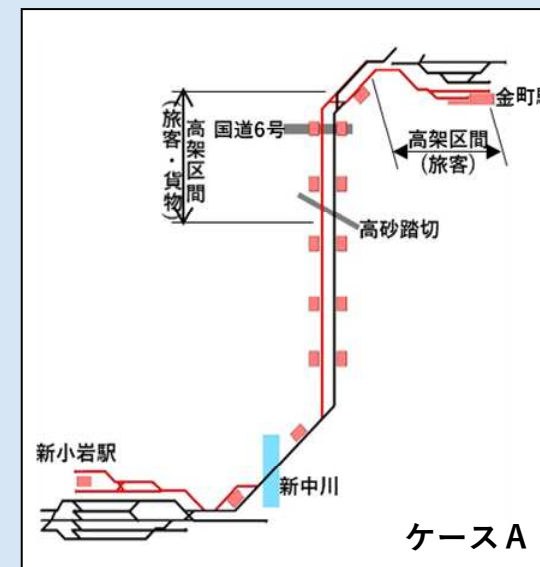 金町駅
高架区間
(旅客・貨物)
国道6号
高架区間
(旅客)
高砂踏切
新小岩駅
新中川
ケースA